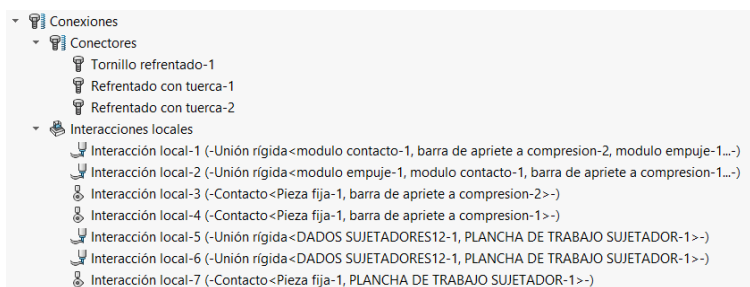 Conexiones
Conectores
Tornillo refrentado-1
Refrentado con tuerca-1
Refrentado con tuerca-2
Interacciones locales
Interacción local-1 (-Unión rígida<modulo contacto-1, barra de apriete a compresion-2, modulo empuje-1...-)
Interacción local-2 (-Unión rígida<modulo empuje-1, modulo contacto-1, barra de apriete a compresion-1...-)
Interacción local-3 (-Contacto<Pieza fija-1, barra de apriete a compresion-2>-)
Interacción local-4 (-Contacto<Pieza fija-1, barra de apriete a compresion-1>-)
Interacción local-5 (-Unión rígida<DADOS SUJETADORES12-1, PLANCHA DE TRABAJO SUJETADOR-1>-)
Interacción local-6 (-Unión rígida<DADOS SUJETADORES12-1, PLANCHA DE TRABAJO SUJETADOR-1>-)
Interacción local-7 (-Contacto<Pieza fija-1, PLANCHA DE TRABAJO SUJETADOR-1>-)